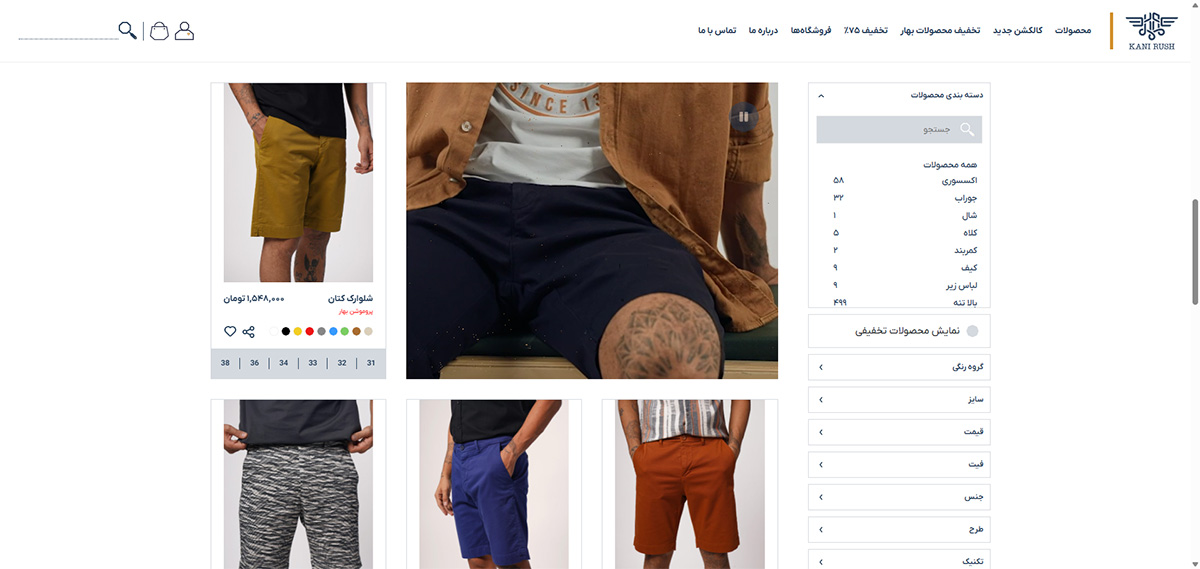 KANI RUSH
محصولات
کالکشن جدید
تخفیف محصولات بهار
تخفیف ۷۵٪
فروشگاه‌ها
درباره ما
تماس با ما
دسته بندی محصولات
جستجو
همه محصولات
اکسسوری ۵۸
جوراب ۳۲
شال ۱
کلاه ۵
کمربند ۲
کیف ۹
لباس زیر ۹
بالا تنه ۴۹۹
نمایش محصولات تخفیفی
گروه رنگی
سایز
قیمت
فیت
جنس
طرح
تکنیک
SINCE 13
شلوارک کتان
۱,۵۴۸,۰۰۰ تومان
پروموشن بهار
38 | 36 | 34 | 33 | 32 | 31